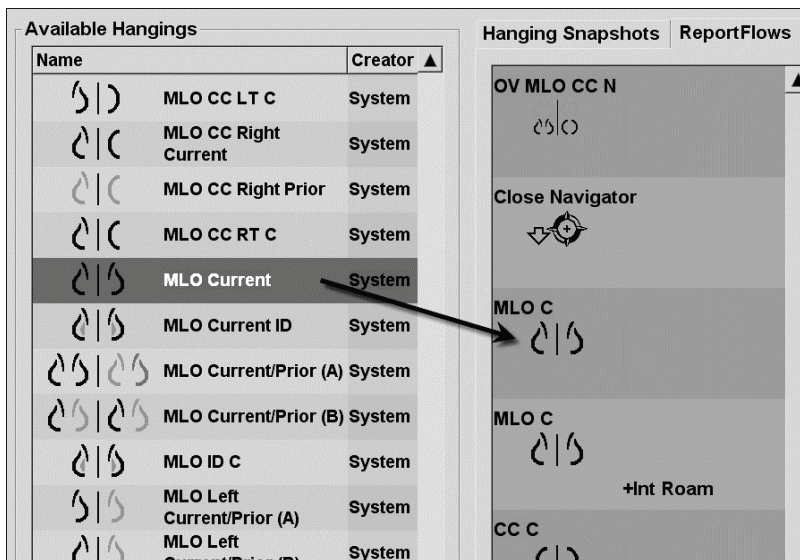 Available Hangings
Name Creator
MLO CC LT C System
MLO CC Right
Current System
MLO CC Right Prior System
MLO CC RT C System
MLO Current System
MLO Current ID System
MLO Current/Prior (A) System
MLO Current/Prior (B) System
MLO ID C System
MLO Left
Current/Prior (A) System
MLO Left
System
Hanging Snapshots ReportFlows
OV MLO CC N
Close Navigator
MLO C
MLO C
+Int Roam
CC C